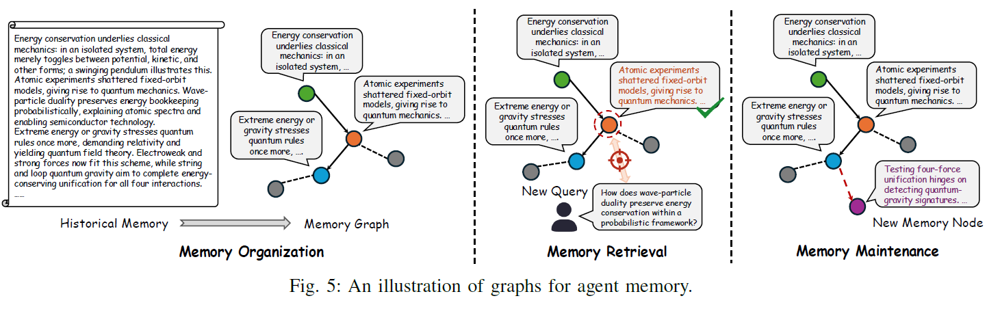 Energy conservation underlies classical
mechanics: in an isolated system, total energy
merely toggles between potential, kinetic, and
other forms; a swinging pendulum illustrates this.
Atomic experiments shattered fixed-orbit
models, giving rise to quantum mechanics. Wave-
particle duality preserves energy bookkeeping
probabilistically, explaining atomic spectra and
enabling semiconductor technology.
Extreme energy or gravity stresses quantum
rules once more, demanding relativity and
yielding quantum field theory. Electroweak and
strong forces now fit this scheme, while string
and loop quantum gravity aim to complete energy-
conserving unification for all four interactions.
......
Historical Memory
Energy conservation
underlies classical
mechanics: in an
isolated system, ...
Atomic experiments
shattered fixed-orbit
models, giving rise to
quantum mechanics. ...
Extreme energy or
gravity stresses
quantum rules
once more, ....
Memory Graph
Memory Organization
Energy conservation
underlies classical
mechanics: in an
isolated system, ...
Atomic experiments
shattered fixed-orbit
models, giving rise to
quantum mechanics. ...
Extreme energy or
gravity stresses
quantum rules
once more, ....
New Query
How does wave-particle
duality preserve energy
conservation within a
probabilistic framework?
Memory Retrieval
Energy conservation
underlies classical
mechanics: in an
isolated system, ...
Atomic experiments
shattered fixed-orbit
models, giving rise to
quantum mechanics. ...
Extreme energy or
gravity stresses
quantum rules
once more, ....
Testing four-force
unification hinges on
detecting quantum-
gravity signatures. ...
New Memory Node
Memory Maintenance
Fig. 5: An illustration of graphs for agent memory.